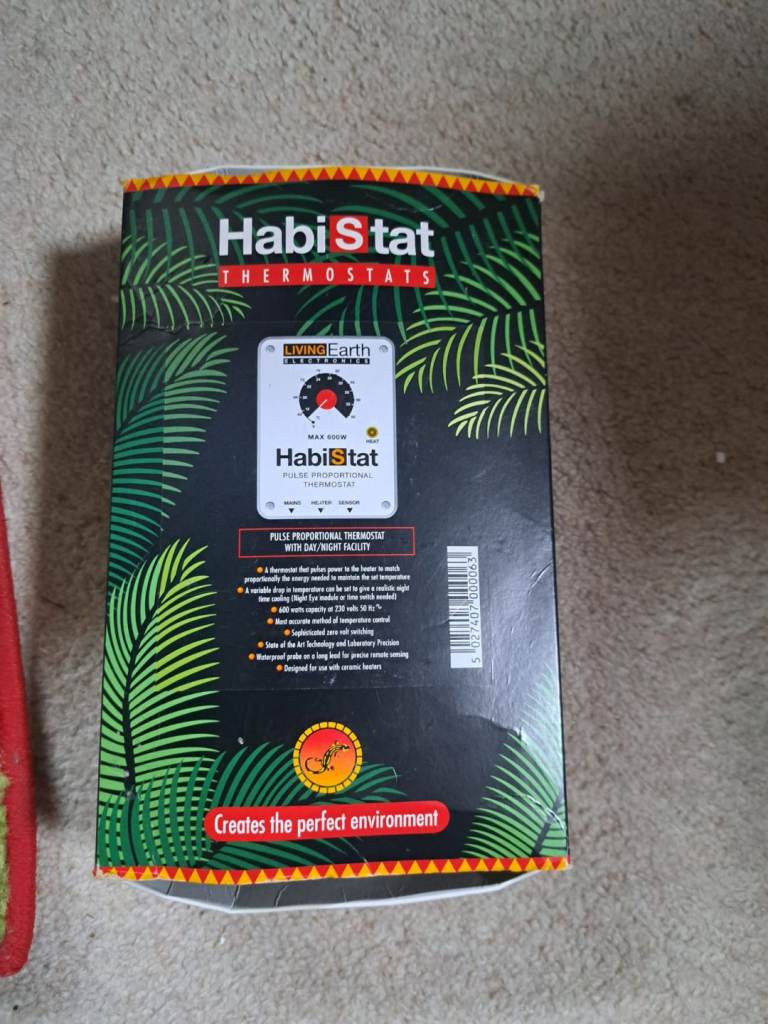 HabiStat
THERMOSTATS
LIVINGEarth
ELECTRONICS
MAX 600W
HEAT
HabiStat
PULSE PROPORTIONAL
THERMOSTAT
MAINS HEATER SENSOR
PULSE PROPORTIONAL THERMOSTAT
WITH DAY/NIGHT FACILITY
A thermostat that pulses power to the heater to match
proportionally the energy needed to maintain the set temperature
A variable drop in temperature can be set to give a realistic night
time cooling (Night Eye module or time switch needed)
600 watts capacity at 230 volts 50 Hz
Most accurate method of temperature control
Sophisticated zero volt switching
State of the Art Technology and Laboratory Precision
Waterproof probe on a long lead for precise remote sensing
Designed for use with ceramic heaters
5 027407 000063
Creates the perfect environment